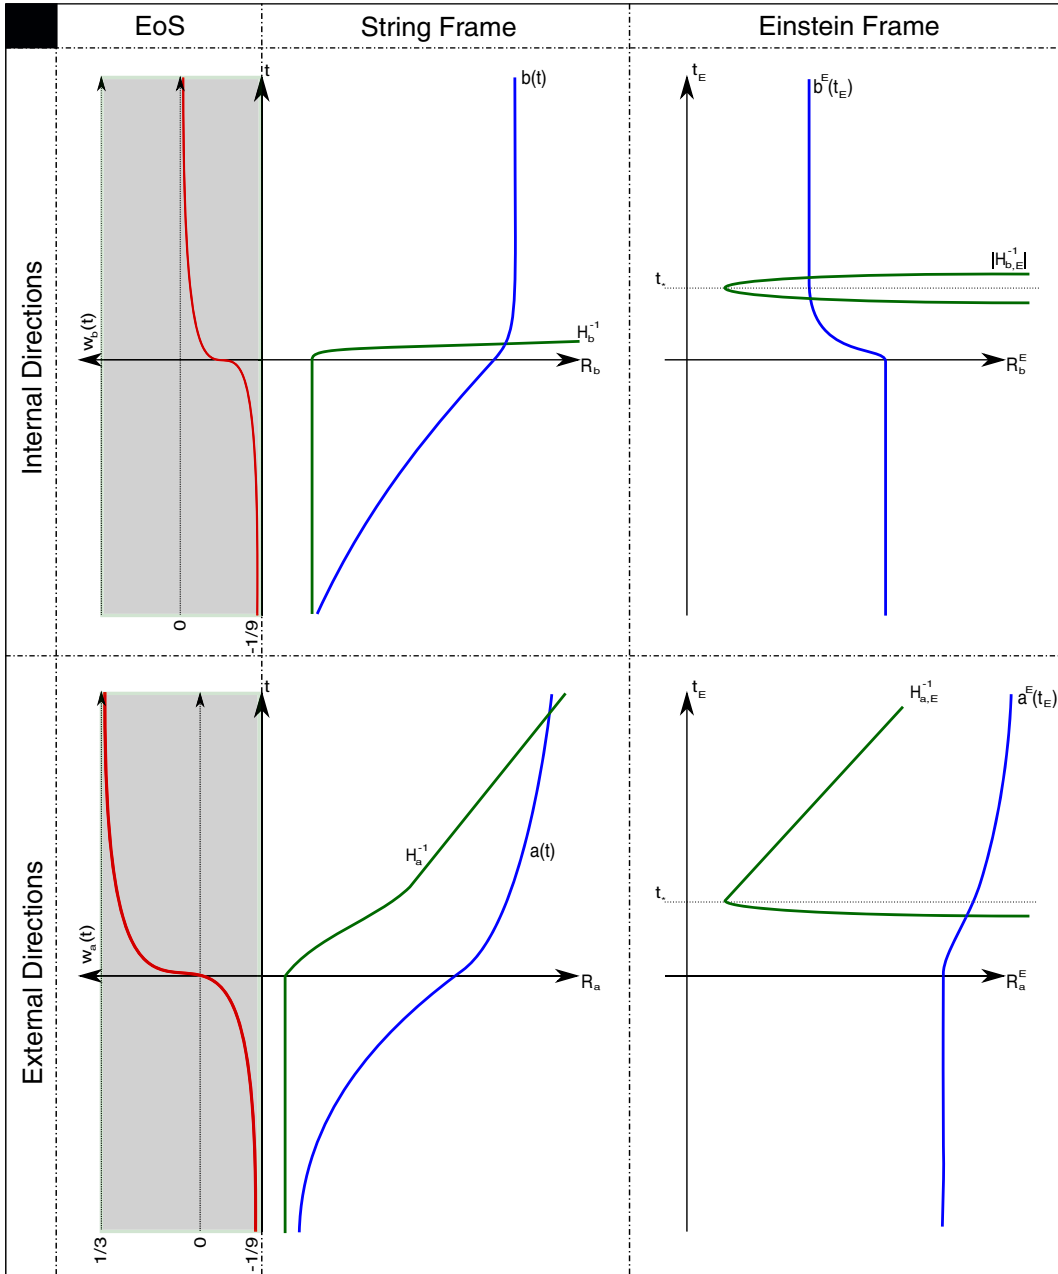 EoS
String Frame
Einstein Frame
Internal Directions
w_b(t)
0
-1/9
t
b(t)
H_b^-1
R_b
t_E
b^E(t_E)
|H_b,E^-1|
t_*
R_b^E
External Directions
w_a(t)
1/3
0
-1/9
t
H_a^-1
a(t)
R_a
t_E
H_a,E^-1
a^E(t_E)
t_*
R_a^E